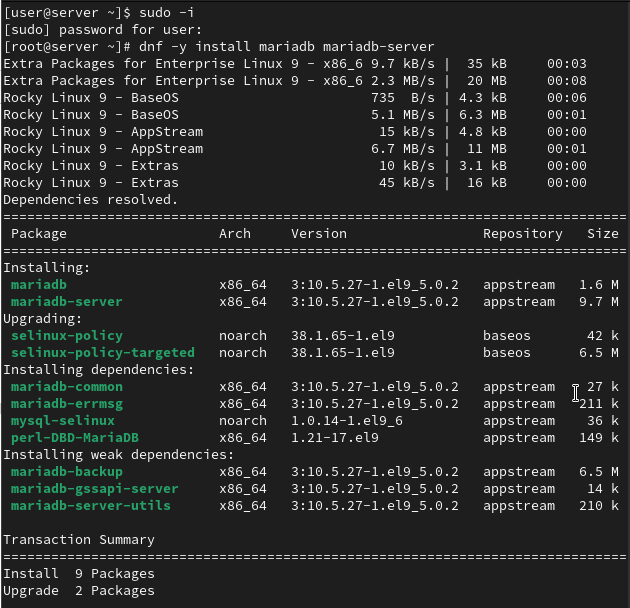 [user@server ~]$ sudo -i
[sudo] password for user:
[root@server ~]# dnf -y install mariadb mariadb-server
Extra Packages for Enterprise Linux 9 - x86_6 9.7 kB/s |  35 kB     00:03
Extra Packages for Enterprise Linux 9 - x86_6 2.3 MB/s |  20 MB     00:08
Rocky Linux 9 - BaseOS                        735  B/s | 4.3 kB     00:06
Rocky Linux 9 - BaseOS                        5.1 MB/s | 6.3 MB     00:01
Rocky Linux 9 - AppStream                      15 kB/s | 4.8 kB     00:00
Rocky Linux 9 - AppStream                     6.7 MB/s |  11 MB     00:01
Rocky Linux 9 - Extras                         10 kB/s | 3.1 kB     00:00
Rocky Linux 9 - Extras                         45 kB/s |  16 kB     00:00
Dependencies resolved.
==============================================================================
 Package                   Arch     Version                 Repository   Size
==============================================================================
Installing:
 mariadb                   x86_64   3:10.5.27-1.el9_5.0.2   appstream   1.6 M
 mariadb-server            x86_64   3:10.5.27-1.el9_5.0.2   appstream   9.7 M
Upgrading:
 selinux-policy            noarch   38.1.65-1.el9           baseos       42 k
 selinux-policy-targeted   noarch   38.1.65-1.el9           baseos      6.5 M
Installing dependencies:
 mariadb-common            x86_64   3:10.5.27-1.el9_5.0.2   appstream    27 k
 mariadb-errmsg            x86_64   3:10.5.27-1.el9_5.0.2   appstream   211 k
 mysql-selinux             noarch   1.0.14-1.el9_6          appstream    36 k
 perl-DBD-MariaDB          x86_64   1.21-17.el9             appstream   149 k
Installing weak dependencies:
 mariadb-backup            x86_64   3:10.5.27-1.el9_5.0.2   appstream   6.5 M
 mariadb-gssapi-server     x86_64   3:10.5.27-1.el9_5.0.2   appstream    14 k
 mariadb-server-utils      x86_64   3:10.5.27-1.el9_5.0.2   appstream   210 k

Transaction Summary
==============================================================================
Install  9 Packages
Upgrade  2 Packages